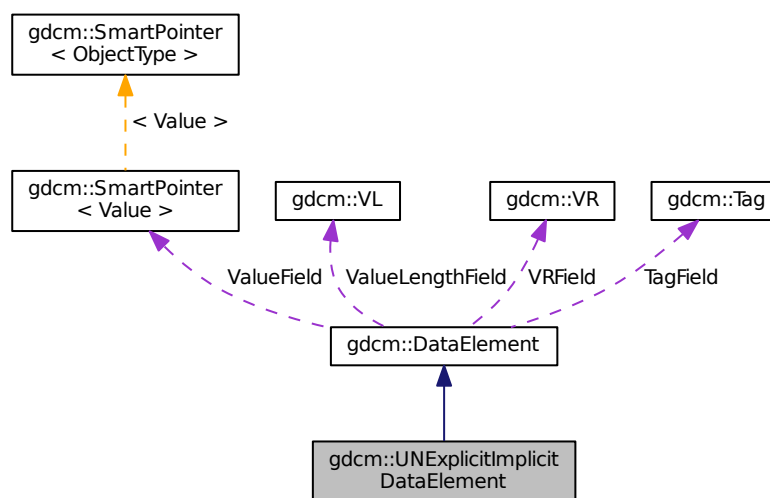 gdcm::SmartPointer
< ObjectType >
< Value >
gdcm::SmartPointer
< Value >
gdcm::VL
gdcm::VR
gdcm::Tag
ValueField
ValueLengthField
VRField
TagField
gdcm::DataElement
gdcm::UNExplicitImplicit
DataElement